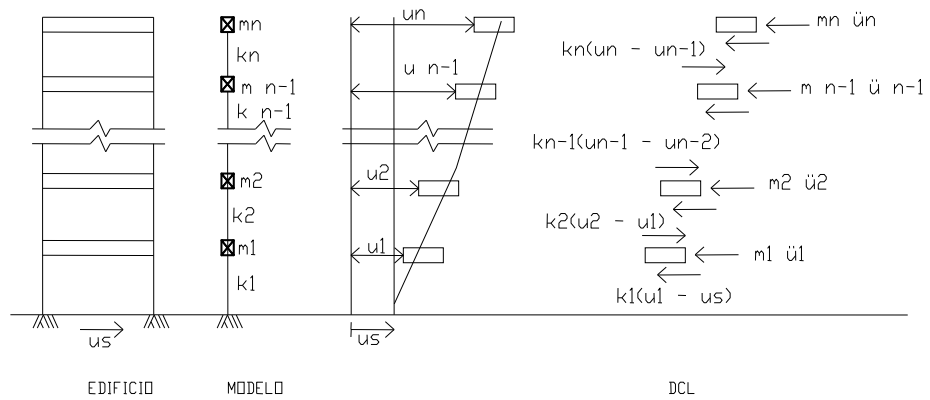 mn
kn
m n-1
k n-1
m2
k2
m1
k1
un
u n-1
u2
u1
us
us
mn ün
kn(un - un-1)
m n-1 ü n-1
kn-1(un-1 - un-2)
m2 ü2
k2(u2 - u1)
m1 ü1
k1(u1 - us)
EDIFICIO
MODELO
DCL